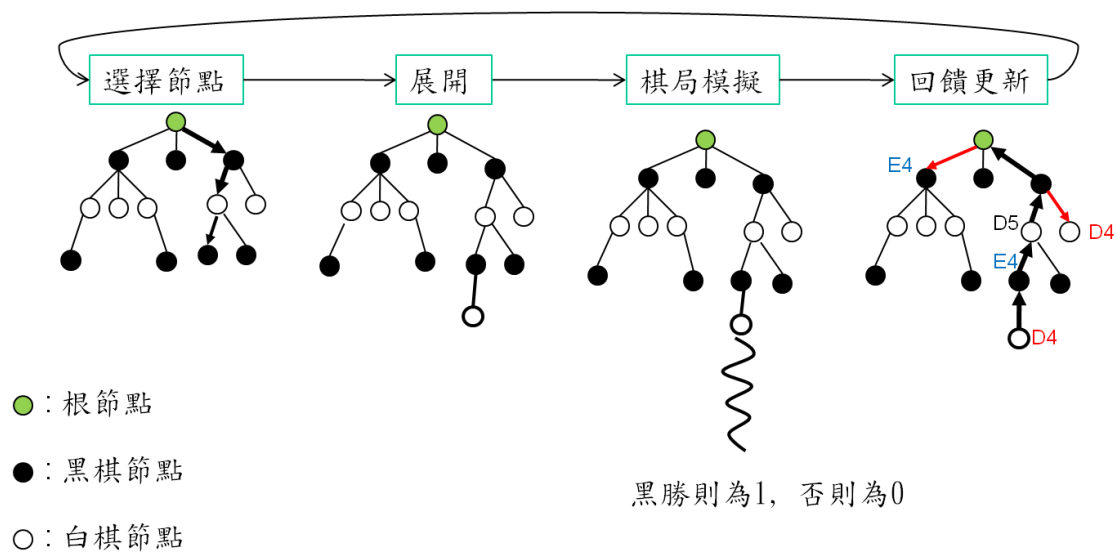 選擇節點
展開
棋局模擬
回饋更新
E4
D5
D4
E4
D4
：根節點
：黑棋節點
：白棋節點
黑勝則為1, 否則為0